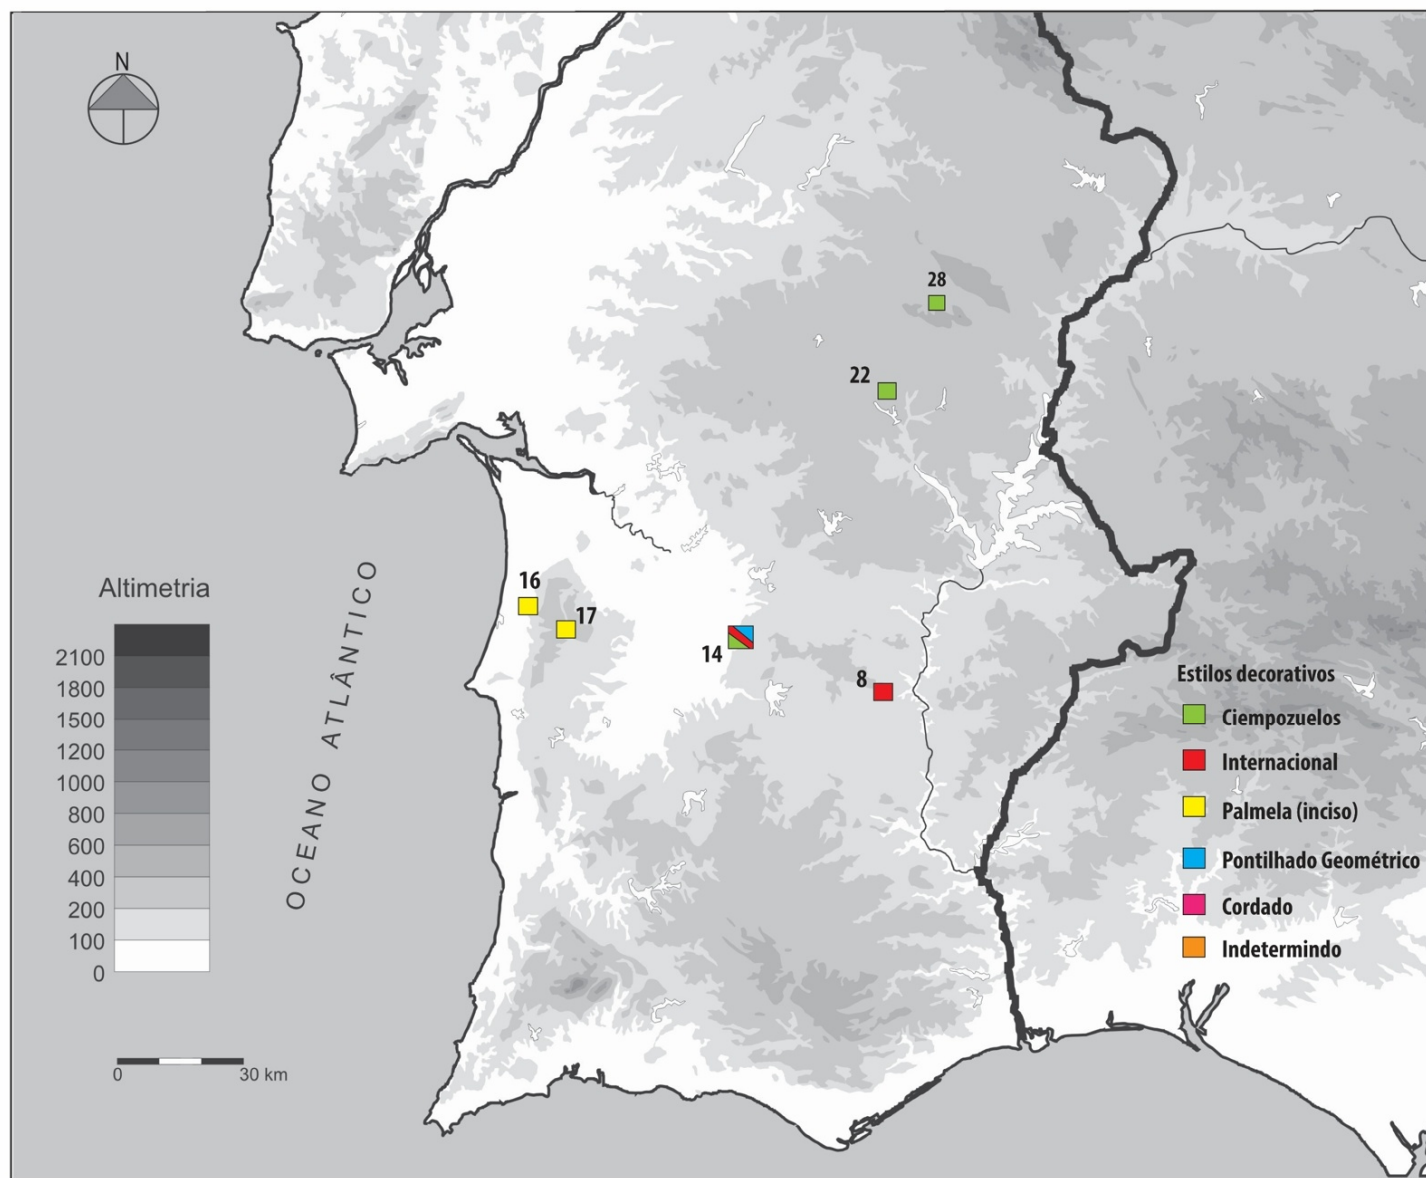 N
28
22
16
17
14
8
Altimetria
2100
1800
1500
1200
1000
800
600
400
200
100
0
OCEANO ATLÂNTICO
Estilos decorativos
Ciempozuelos
Internacional
Palmela (inciso)
Pontilhado Geométrico
Cordado
Indetermindo
0 30 km